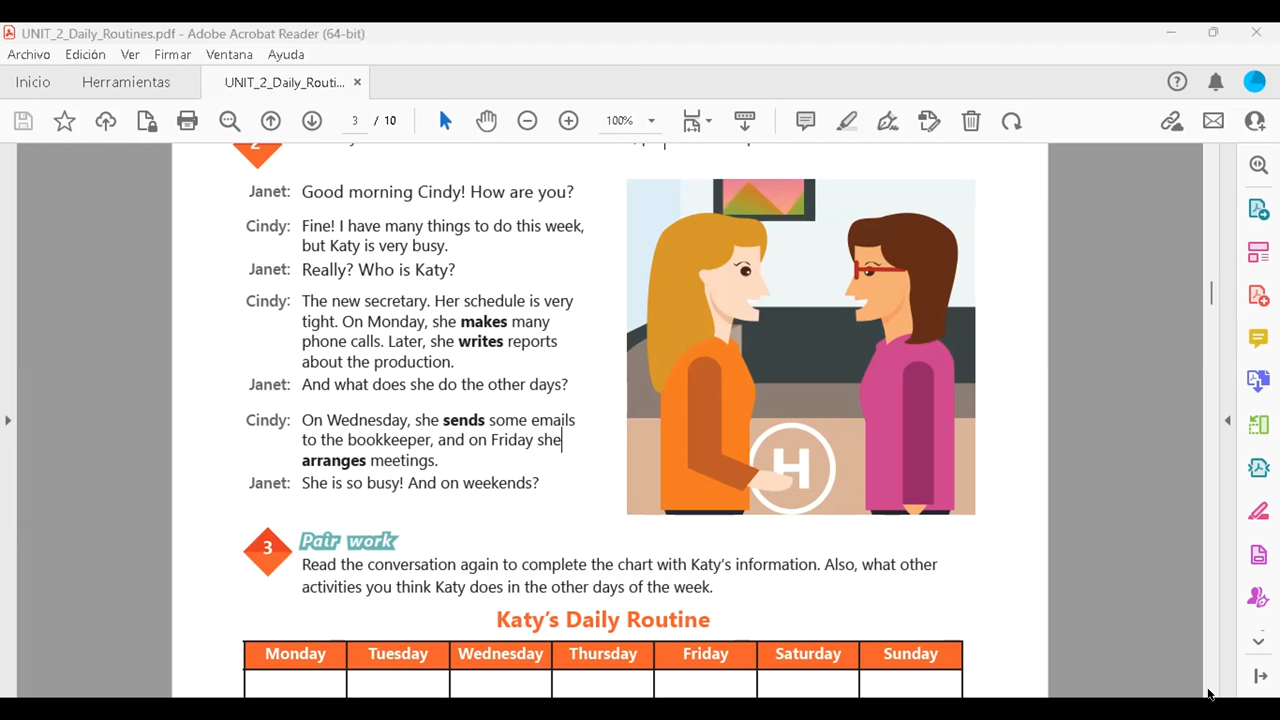 UNIT_2_Daily_Routines.pdf - Adobe Acrobat Reader (64-bit)
Archivo Edición Ver Firmar Ventana Ayuda
Inicio Herramientas UNIT_2_Daily_Routi... ×
3 / 10 100%
2
Janet: Good morning Cindy! How are you?
Cindy: Fine! I have many things to do this week,
but Katy is very busy.
Janet: Really? Who is Katy?
Cindy: The new secretary. Her schedule is very
tight. On Monday, she makes many
phone calls. Later, she writes reports
about the production.
Janet: And what does she do the other days?
Cindy: On Wednesday, she sends some emails
to the bookkeeper, and on Friday she
arranges meetings.
Janet: She is so busy! And on weekends?
H
3 Pair work
Read the conversation again to complete the chart with Katy’s information. Also, what other
activities you think Katy does in the other days of the week.
Katy’s Daily Routine
Monday Tuesday Wednesday Thursday Friday Saturday Sunday